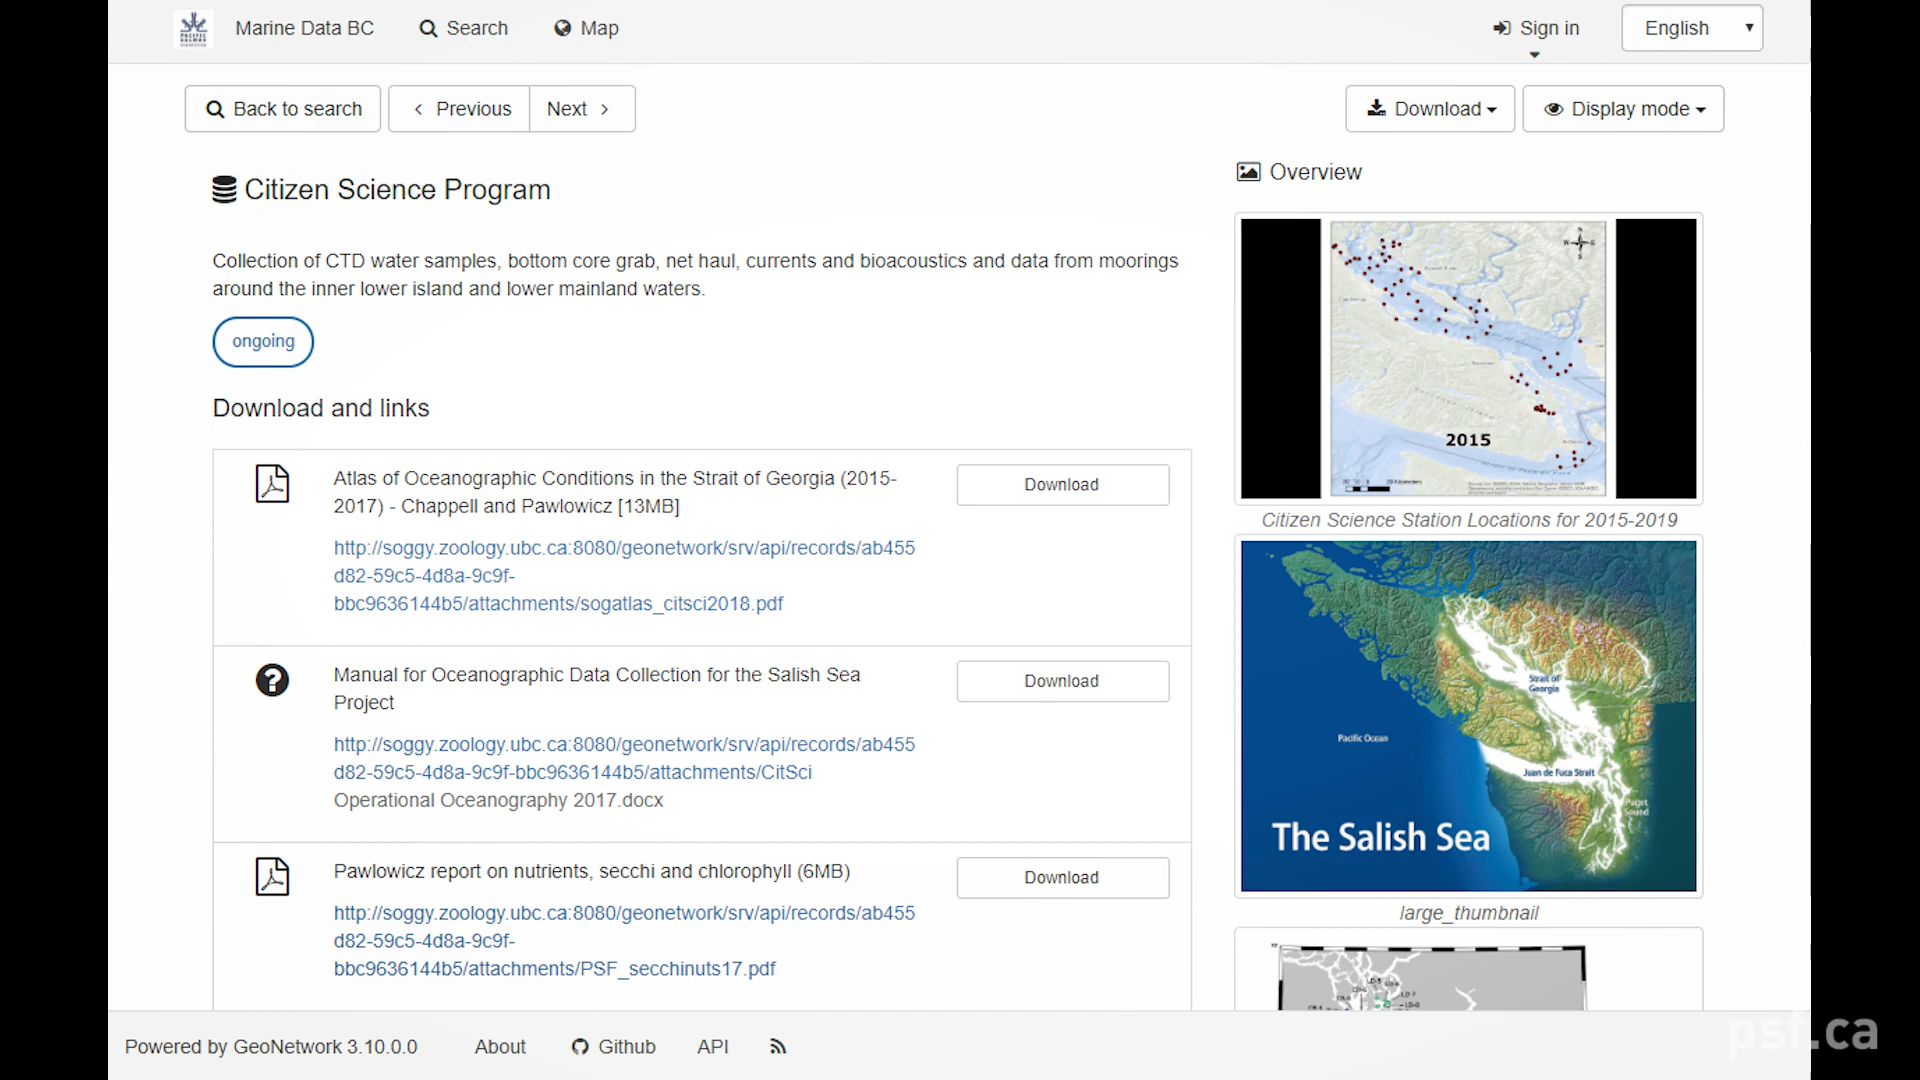 PACIFIC
SALMON
Marine Data BC
Search
Map
Sign in
English
Back to search
Previous
Next
Download
Display mode
Citizen Science Program
Collection of CTD water samples, bottom core grab, net haul, currents and bioacoustics and data from moorings
around the inner lower island and lower mainland waters.
ongoing
Download and links
Atlas of Oceanographic Conditions in the Strait of Georgia (2015-
2017) - Chappell and Pawlowicz [13MB]
Download
http://soggy.zoology.ubc.ca:8080/geonetwork/srv/api/records/ab455
d82-59c5-4d8a-9c9f-
bbc9636144b5/attachments/sogatlas_citsci2018.pdf
Manual for Oceanographic Data Collection for the Salish Sea
Project
Download
http://soggy.zoology.ubc.ca:8080/geonetwork/srv/api/records/ab455
d82-59c5-4d8a-9c9f-bbc9636144b5/attachments/CitSci
Operational Oceanography 2017.docx
Pawlowicz report on nutrients, secchi and chlorophyll (6MB)
Download
http://soggy.zoology.ubc.ca:8080/geonetwork/srv/api/records/ab455
d82-59c5-4d8a-9c9f-
bbc9636144b5/attachments/PSF_secchinuts17.pdf
Overview
N
W
E
S
2015
Citizen Science Station Locations for 2015-2019
Strait of
Georgia
Pacific Ocean
Juan de Fuca Strait
Puget
Sound
The Salish Sea
large_thumbnail
LD-7
Powered by GeoNetwork 3.10.0.0
About
Github
API
psf.ca